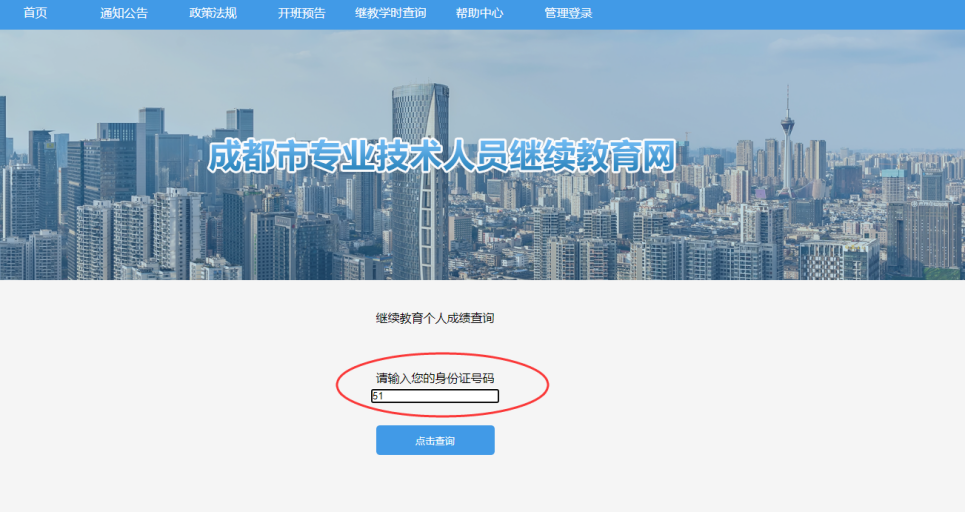 首页 通知公告 政策法规 开班预告 继教学时查询 帮助中心 管理登录
成都市专业技术人员继续教育网
继续教育个人成绩查询
请输入您的身份证号码
51
点击查询